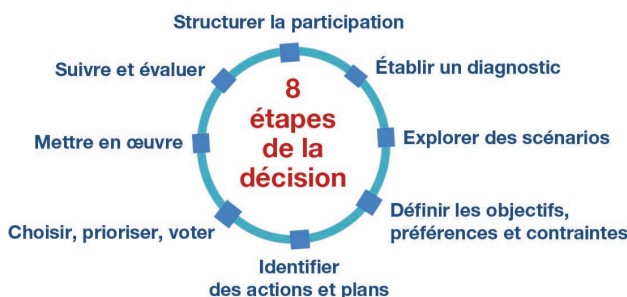 Structurer la participation
Établir un diagnostic
Explorer des scénarios
Définir les objectifs,
préférences et contraintes
Identifier
des actions et plans
Choisir, prioriser, voter
Mettre en œuvre
Suivre et évaluer
8
étapes
de la
décision